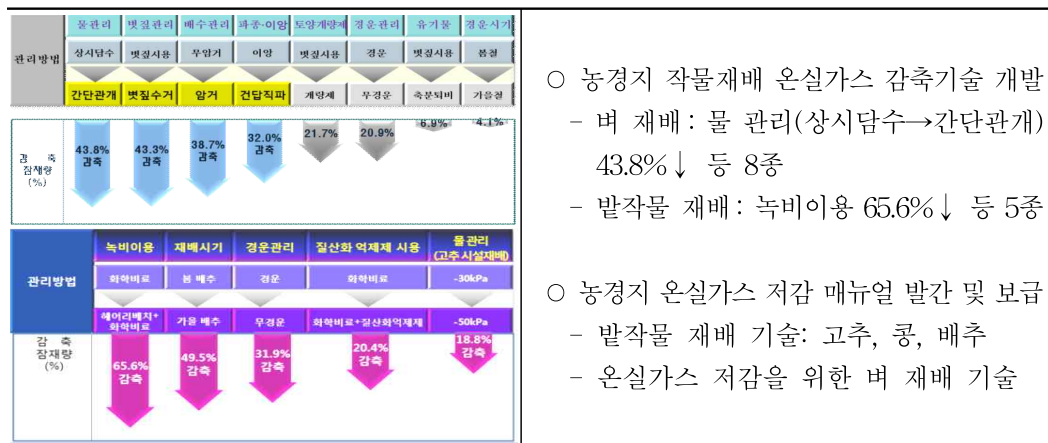 물관리 볏짚관리 배수관리 파종·이앙 토양개량제 경운관리 유기물 경운시기
관리방법
상시담수 볏짚시용 무암거 이앙 볏짚시용 경운 볏짚시용 봄철
간단관개 볏짚수거 암거 건답직파 개량제 무경운 축분퇴비 가을철
감 축
잠재량
(%)
43.8%
감축
43.3%
감축
38.7%
감축
32.0%
감축
21.7%
20.9%
6.9%
4.1%
녹비이용 재배시기 경운관리 질산화 억제제 시용 물 관리
(고추 시설재배)
관리방법
화학비료 봄 배추 경운 화학비료 -30kPa
헤어리베치+
화학비료
가을 배추 무경운 화학비료+질산화억제제 -50kPa
감 축
잠재량
(%)
65.6%
감축
49.5%
감축
31.9%
감축
20.4%
감축
18.8%
감축
○ 농경지 작물재배 온실가스 감축기술 개발
- 벼 재배: 물 관리(상시담수→간단관개)
43.8%↓ 등 8종
- 밭작물 재배: 녹비이용 65.6%↓ 등 5종
○ 농경지 온실가스 저감 매뉴얼 발간 및 보급
- 밭작물 재배 기술: 고추, 콩, 배추
- 온실가스 저감을 위한 벼 재배 기술